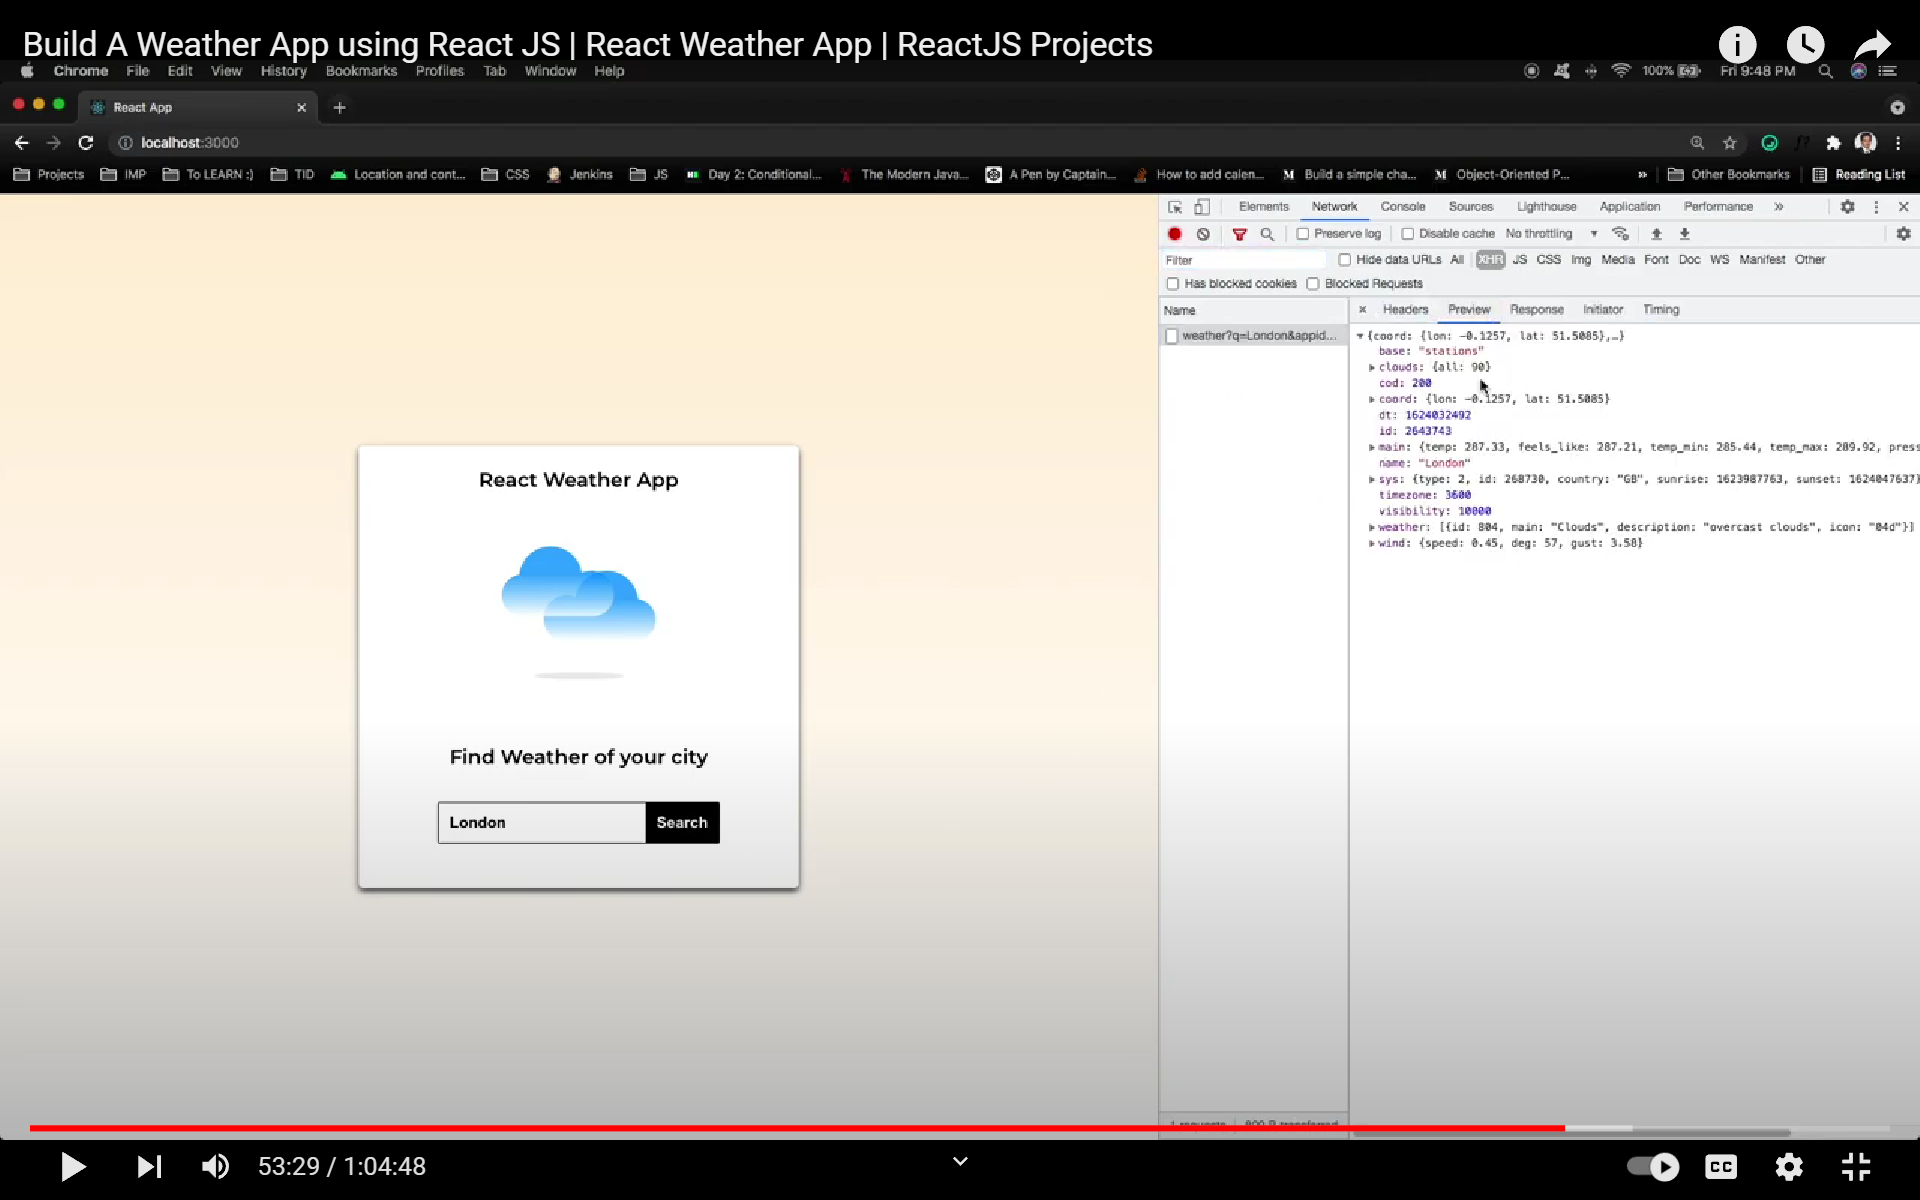 Build A Weather App using React JS | React Weather App | ReactJS Projects
Chrome File Edit View History Bookmarks Profiles Tab Window Help 100% Fri 9:48 PM
React App
localhost:3000
Projects IMP To LEARN :) TID Location and cont... CSS Jenkins JS Day 2: Conditional... The Modern Java... A Pen by Captain... How to add calen... Build a simple cha... Object-Oriented P... » Other Bookmarks Reading List
Elements Network Console Sources Lighthouse Application Performance »
Preserve log Disable cache No throttling
Filter Hide data URLs All XHR JS CSS Img Media Font Doc WS Manifest Other
Has blocked cookies Blocked Requests
Name
Headers Preview Response Initiator Timing
weather?q=London&appid...
{coord: {lon: -0.1257, lat: 51.5085},…}
base: "stations"
clouds: {all: 90}
cod: 200
coord: {lon: -0.1257, lat: 51.5085}
dt: 1624032492
id: 2643743
main: {temp: 287.33, feels_like: 287.21, temp_min: 285.44, temp_max: 289.92, press
name: "London"
sys: {type: 2, id: 268730, country: "GB", sunrise: 1623987763, sunset: 1624047637}
timezone: 3600
visibility: 10000
weather: [{id: 804, main: "Clouds", description: "overcast clouds", icon: "04d"}]
wind: {speed: 0.45, deg: 57, gust: 3.58}
React Weather App
Find Weather of your city
London Search
53:29 / 1:04:48
CC